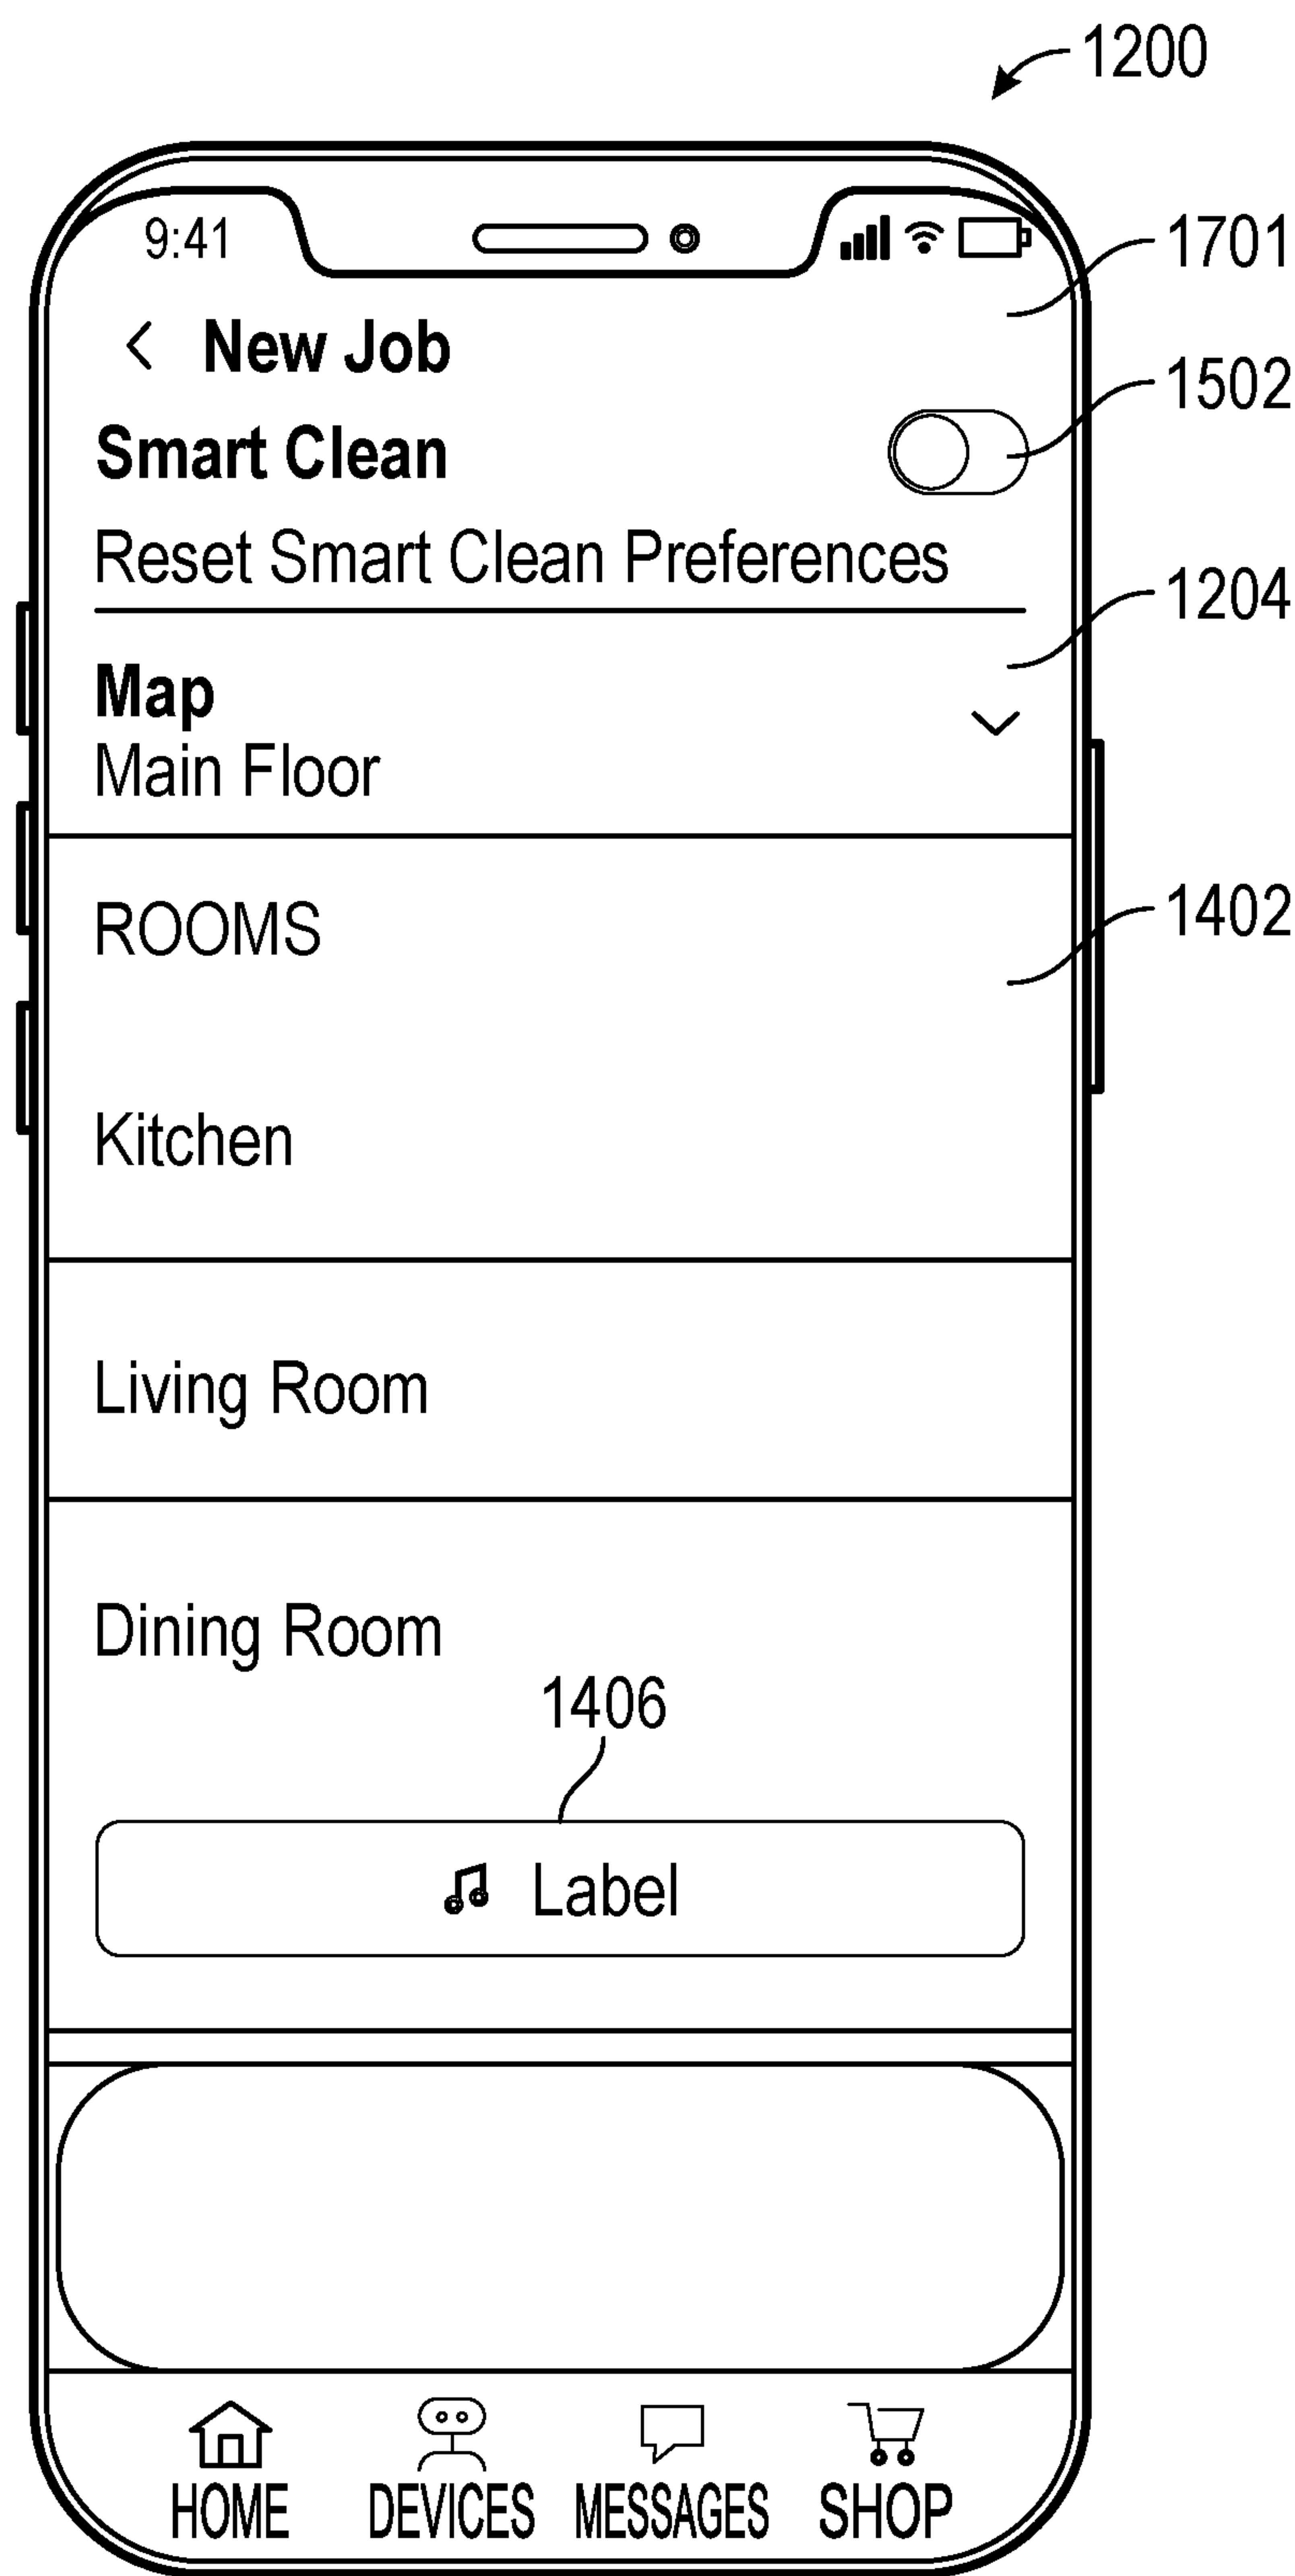 1200
9:41
1701
New Job
1502
Smart Clean
Reset Smart Clean Preferences
1204
Map
Main Floor
1402
ROOMS
Kitchen
Living Room
Dining Room
1406
Label
HOME DEVICES MESSAGES SHOP